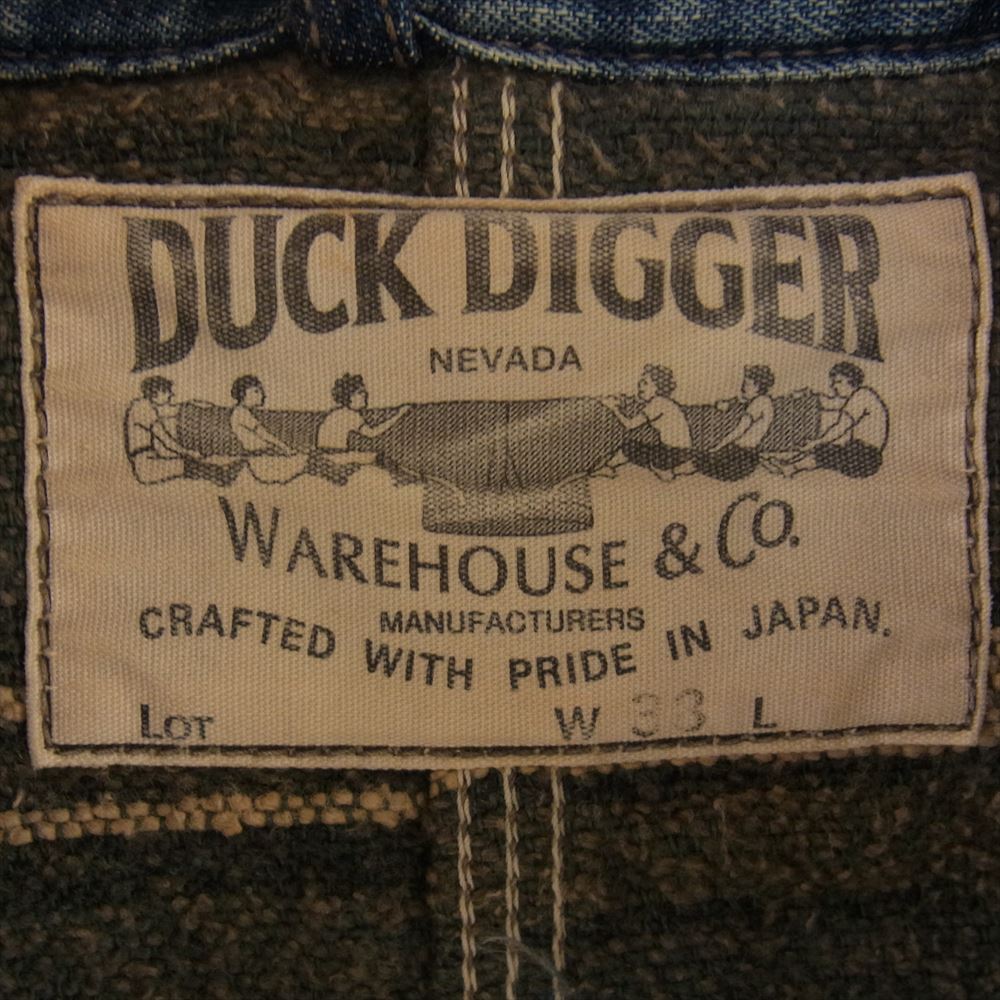 DUCK DIGGER
NEVADA
WAREHOUSE & CO.
MANUFACTURERS
CRAFTED WITH PRIDE IN JAPAN.
LOT W 33 L